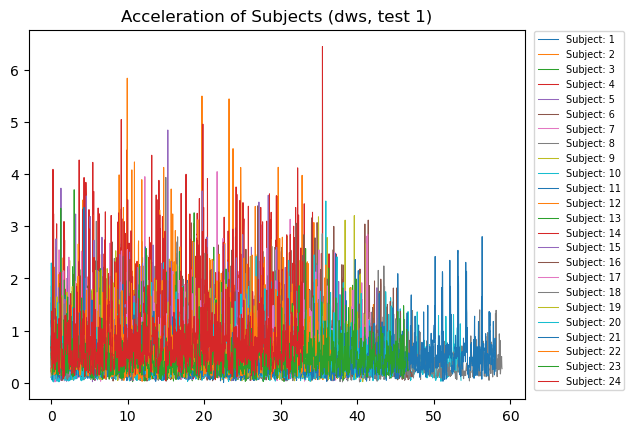 Acceleration of Subjects (dws, test 1)
6
5
4
3
2
1
0
0 10 20 30 40 50 60
Subject: 1
Subject: 2
Subject: 3
Subject: 4
Subject: 5
Subject: 6
Subject: 7
Subject: 8
Subject: 9
Subject: 10
Subject: 11
Subject: 12
Subject: 13
Subject: 14
Subject: 15
Subject: 16
Subject: 17
Subject: 18
Subject: 19
Subject: 20
Subject: 21
Subject: 22
Subject: 23
Subject: 24